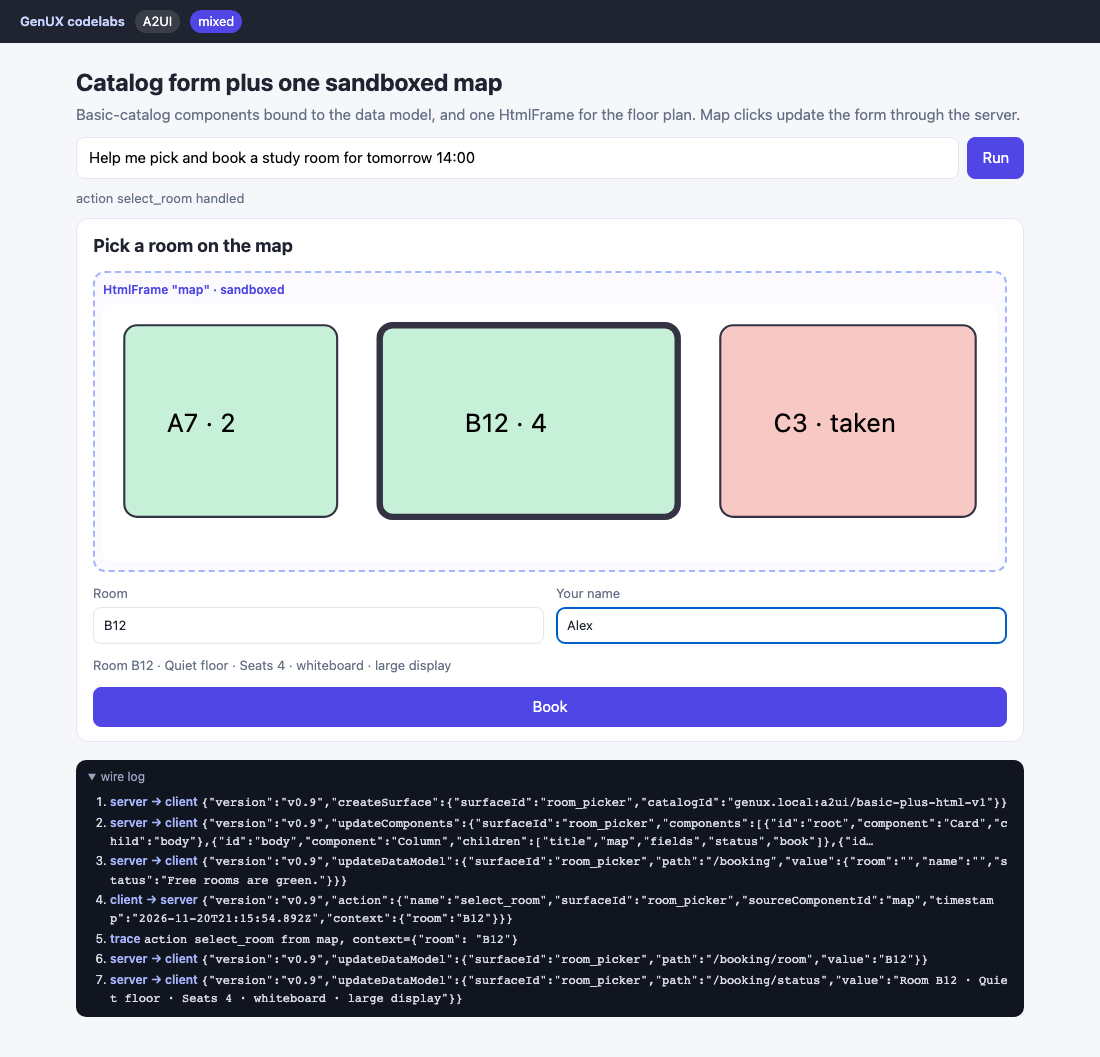 GenUX codelabs A2UI mixed
Catalog form plus one sandboxed map
Basic-catalog components bound to the data model, and one HtmlFrame for the floor plan. Map clicks update the form through the server.
Help me pick and book a study room for tomorrow 14:00 Run
action select_room handled
Pick a room on the map
HtmlFrame "map" · sandboxed
A7 · 2 B12 · 4 C3 · taken
Room Your name
B12 Alex
Room B12 · Quiet floor · Seats 4 · whiteboard · large display
Book
▼ wire log
1. server → client {"version":"v0.9","createSurface":{"surfaceId":"room_picker","catalogId":"genux.local:a2ui/basic-plus-html-v1"}}
2. server → client {"version":"v0.9","updateComponents":{"surfaceId":"room_picker","components":[{"id":"root","component":"Card","c
hild":"body"},{"id":"body","component":"Column","children":["title","map","fields","status","book"]},{"id…
3. server → client {"version":"v0.9","updateDataModel":{"surfaceId":"room_picker","path":"/booking","value":{"room":"","name":"","s
tatus":"Free rooms are green."}}}
4. client → server {"version":"v0.9","action":{"name":"select_room","surfaceId":"room_picker","sourceComponentId":"map","timestam
p":"2026-11-20T21:15:54.892Z","context":{"room":"B12"}}}
5. trace action select_room from map, context={"room": "B12"}
6. server → client {"version":"v0.9","updateDataModel":{"surfaceId":"room_picker","path":"/booking/room","value":"B12"}}
7. server → client {"version":"v0.9","updateDataModel":{"surfaceId":"room_picker","path":"/booking/status","value":"Room B12 · Quie
t floor · Seats 4 · whiteboard · large display"}}